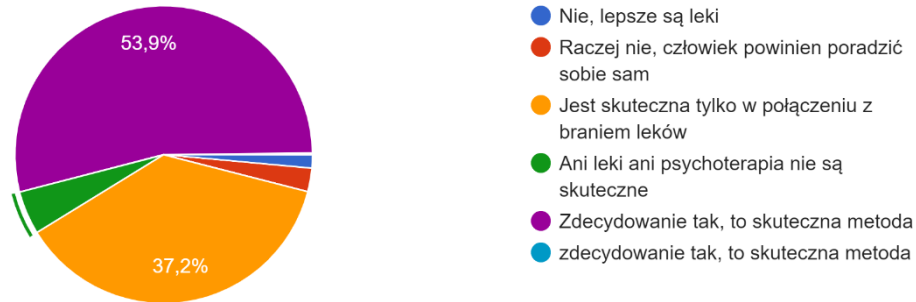 53,9%
37,2%
Nie, lepsze są leki
Raczej nie, człowiek powinien poradzić
sobie sam
Jest skuteczna tylko w połączeniu z
braniem leków
Ani leki ani psychoterapia nie są
skuteczne
Zdecydowanie tak, to skuteczna metoda
zdecydowanie tak, to skuteczna metoda